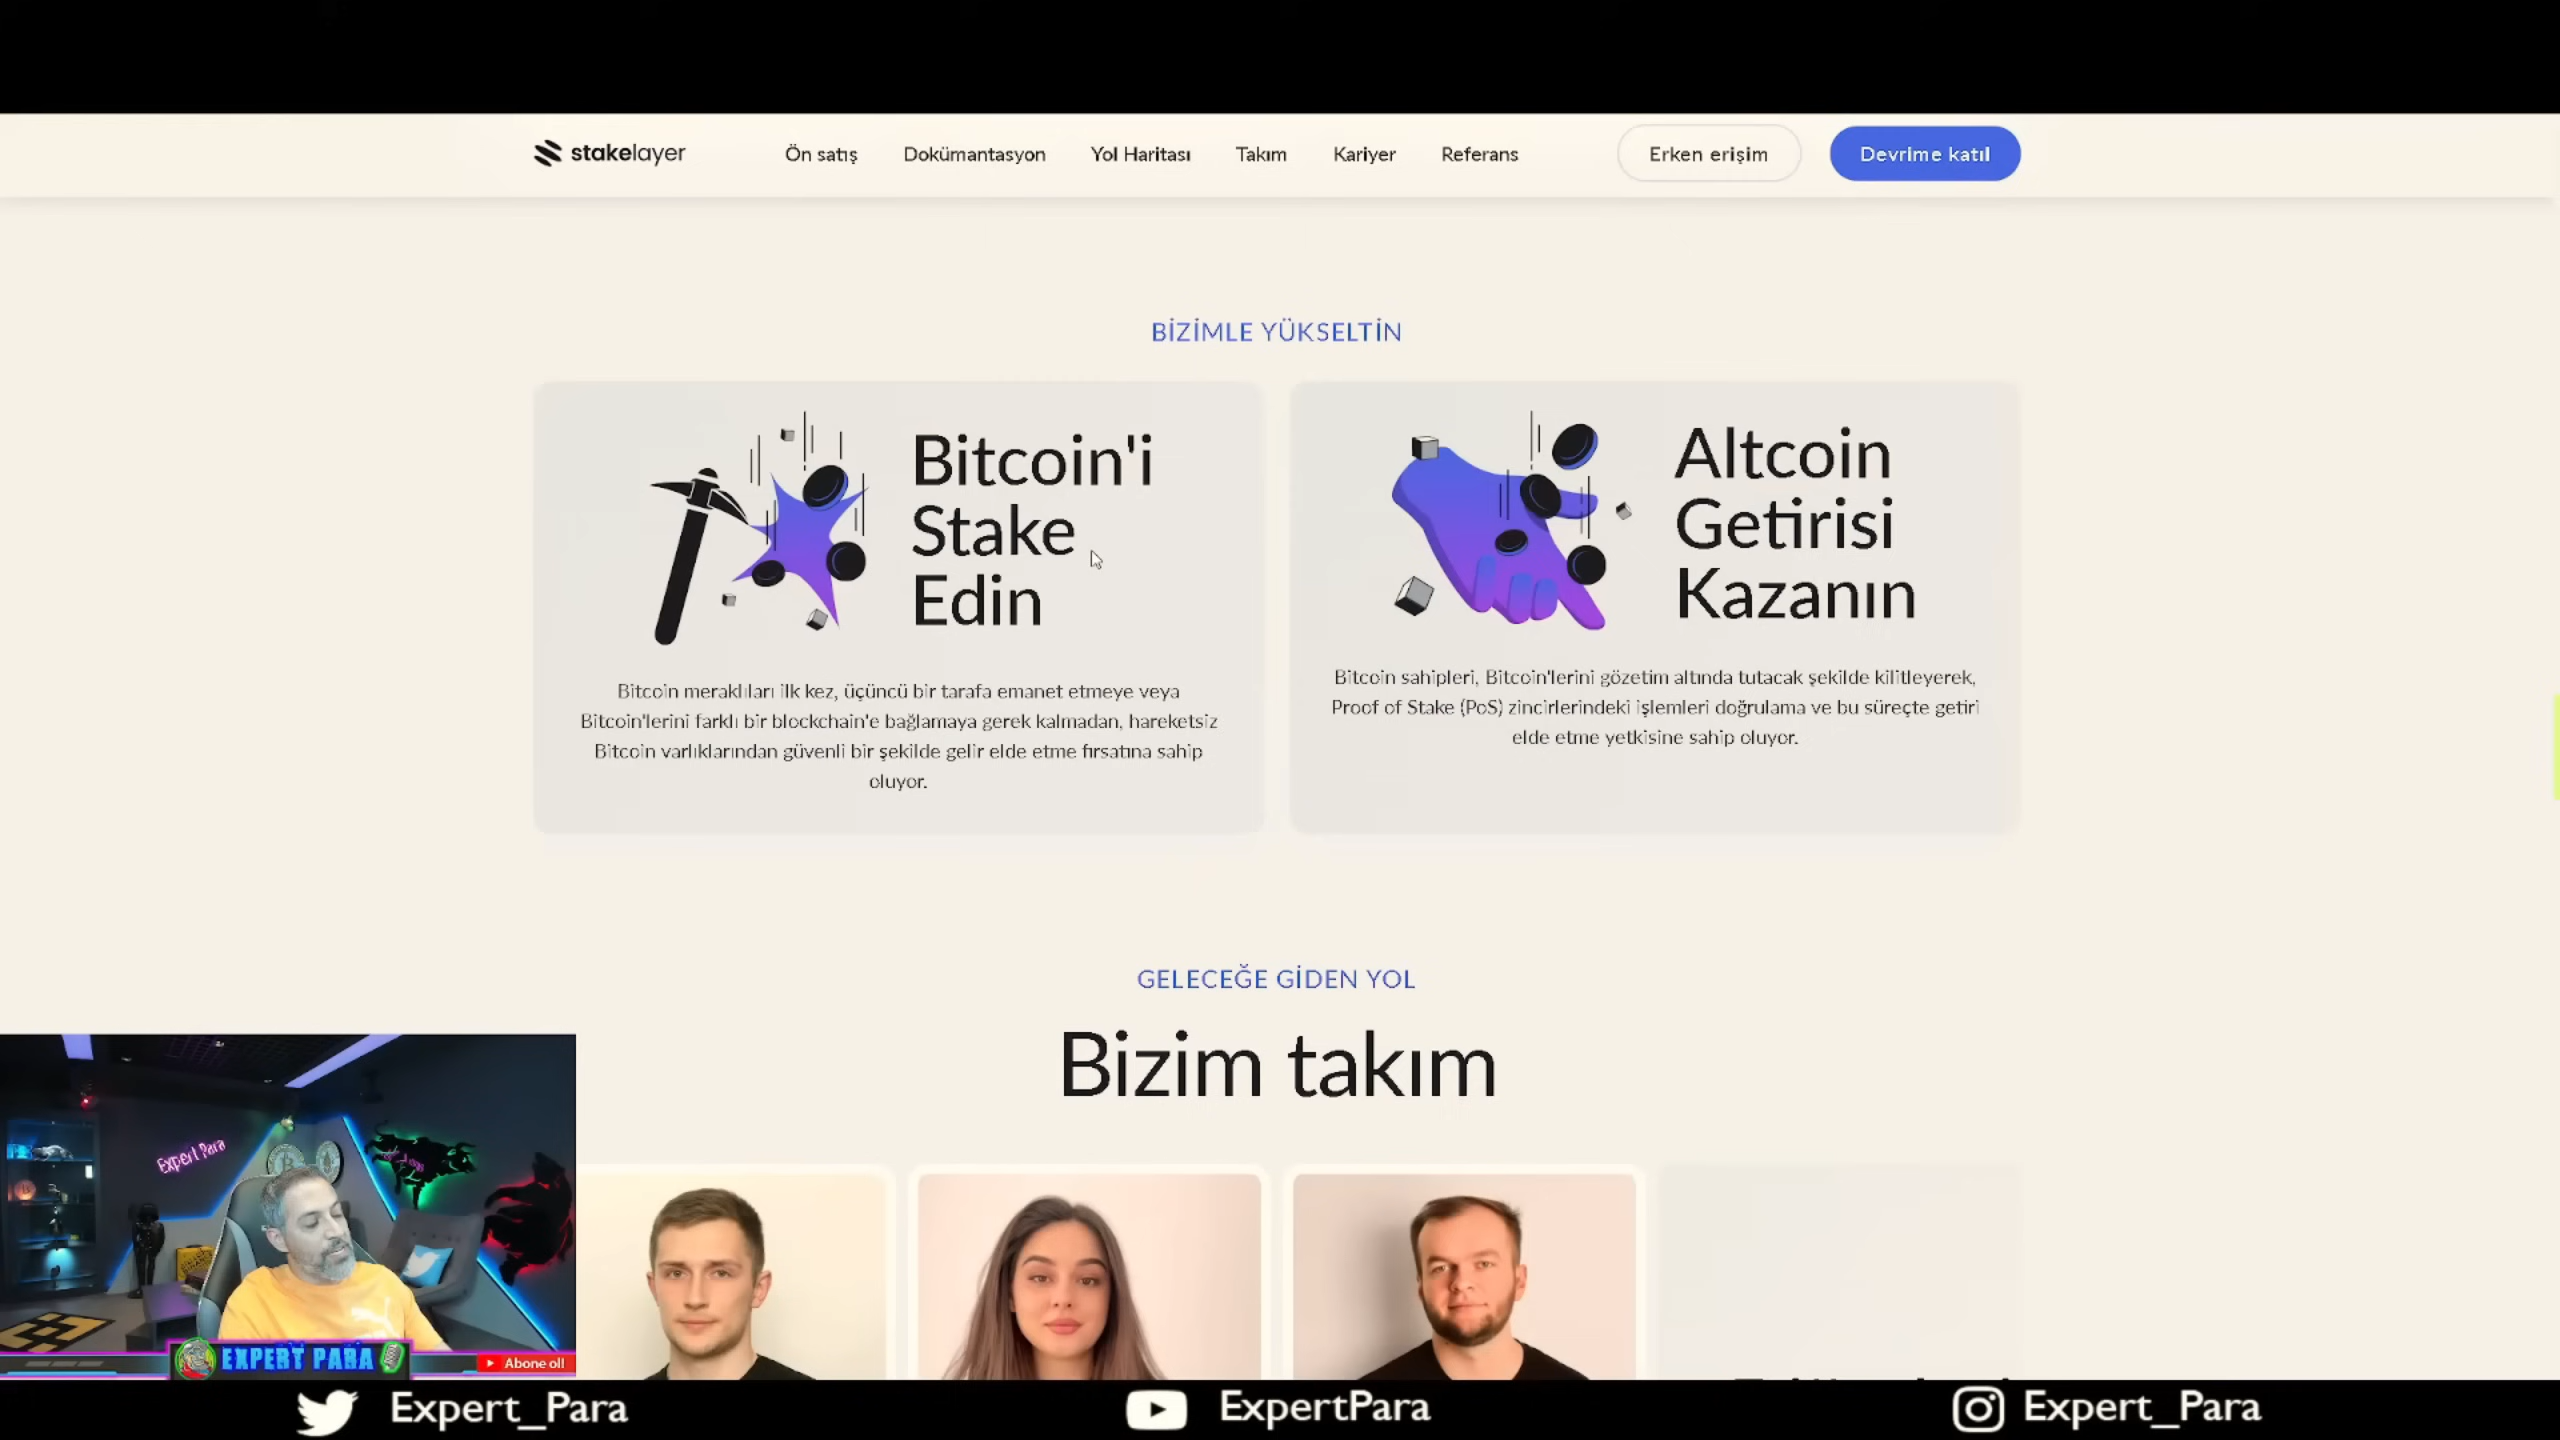 stakelayer
Ön satış
Dokümantasyon
Yol Haritası
Takım
Kariyer
Referans
Erken erişim
Devrime katıl
BİZİMLE YÜKSELTİN
Bitcoin'i
Stake
Edin
Bitcoin meraklıları ilk kez, üçüncü bir tarafa emanet etmeye veya
Bitcoin'lerini farklı bir blockchain'e bağlamaya gerek kalmadan, hareketsiz
Bitcoin varlıklarından güvenli bir şekilde gelir elde etme fırsatına sahip
oluyor.
Altcoin
Getirisi
Kazanın
Bitcoin sahipleri, Bitcoin'lerini gözetim altında tutacak şekilde kilitleyerek,
Proof of Stake (PoS) zincirlerindeki işlemleri doğrulama ve bu süreçte getiri
elde etme yetkisine sahip oluyor.
GELECEĞE GİDEN YOL
Bizim takım
Expert Para
EXPERT PARA
Abone ol!
Expert_Para
ExpertPara
Expert_Para